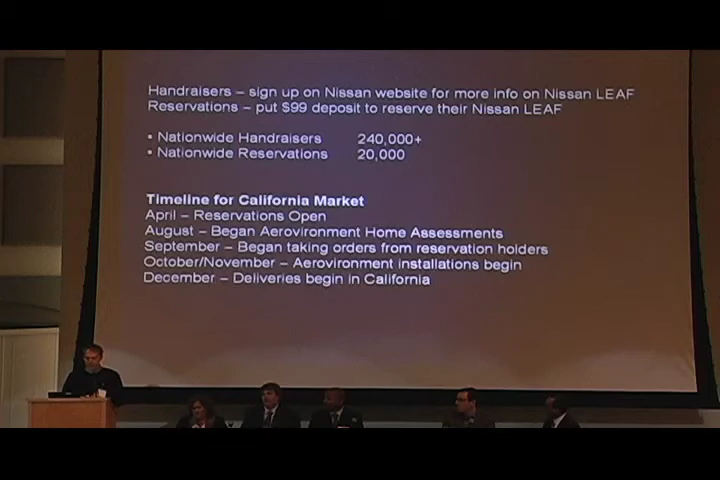 Handraisers – sign up on Nissan website for more info on Nissan LEAF
Reservations – put $99 deposit to reserve their Nissan LEAF
• Nationwide Handraisers 240,000+
• Nationwide Reservations 20,000
Timeline for California Market
April – Reservations Open
August – Began Aerovironment Home Assessments
September – Began taking orders from reservation holders
October/November – Aerovironment installations begin
December – Deliveries begin in California